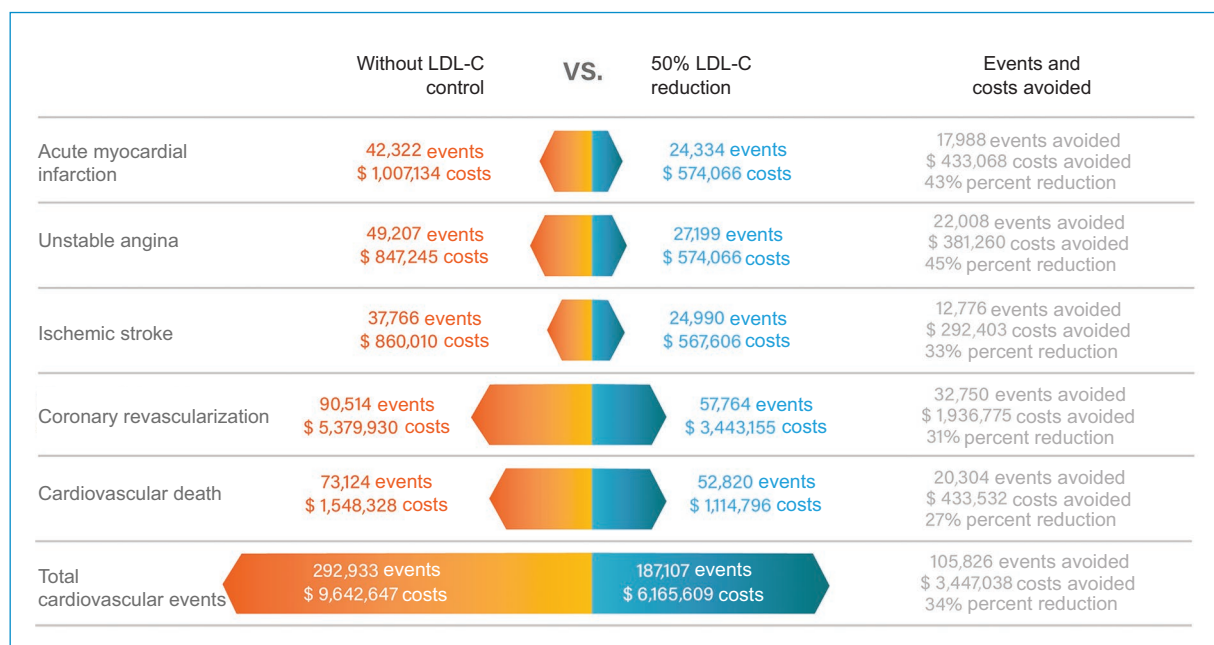 Without LDL-C
control
VS.
50% LDL-C
reduction
Events and
costs avoided
Acute myocardial
infarction
42,322 events
$ 1,007,134 costs
24,334 events
$ 574,066 costs
17,988 events avoided
$ 433,068 costs avoided
43% percent reduction
Unstable angina
49,207 events
$ 847,245 costs
27,199 events
$ 574,066 costs
22,008 events avoided
$ 381,260 costs avoided
45% percent reduction
Ischemic stroke
37,766 events
$ 860,010 costs
24,990 events
$ 567,606 costs
12,776 events avoided
$ 292,403 costs avoided
33% percent reduction
Coronary revascularization
90,514 events
$ 5,379,930 costs
57,764 events
$ 3,443,155 costs
32,750 events avoided
$ 1,936,775 costs avoided
31% percent reduction
Cardiovascular death
73,124 events
$ 1,548,328 costs
52,820 events
$ 1,114,796 costs
20,304 events avoided
$ 433,532 costs avoided
27% percent reduction
Total
cardiovascular events
292,933 events
$ 9,642,647 costs
187,107 events
$ 6,165,609 costs
105,826 events avoided
$ 3,447,038 costs avoided
34% percent reduction